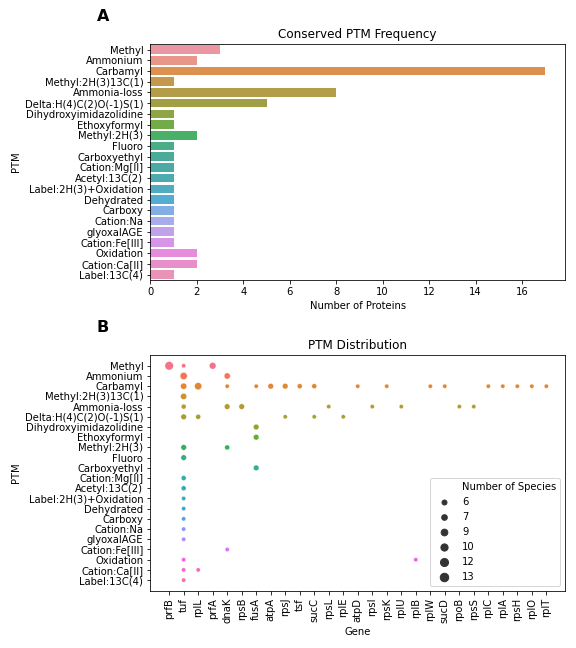 A
Conserved PTM Frequency
PTM
Methyl
Ammonium
Carbamyl
Methyl:2H(3)13C(1)
Ammonia-loss
Delta:H(4)C(2)O(-1)S(1)
Dihydroxyimidazolidine
Ethoxyformyl
Methyl:2H(3)
Fluoro
Carboxyethyl
Cation:Mg[II]
Acetyl:13C(2)
Label:2H(3)+Oxidation
Dehydrated
Carboxy
Cation:Na
glyoxalAGE
Cation:Fe[III]
Oxidation
Cation:Ca[II]
Label:13C(4)
0 2 4 6 8 10 12 14 16
Number of Proteins
B
PTM Distribution
PTM
Methyl
Ammonium
Carbamyl
Methyl:2H(3)13C(1)
Ammonia-loss
Delta:H(4)C(2)O(-1)S(1)
Dihydroxyimidazolidine
Ethoxyformyl
Methyl:2H(3)
Fluoro
Carboxyethyl
Cation:Mg[II]
Acetyl:13C(2)
Label:2H(3)+Oxidation
Dehydrated
Carboxy
Cation:Na
glyoxalAGE
Cation:Fe[III]
Oxidation
Cation:Ca[II]
Label:13C(4)
Number of Species
6
7
9
10
12
13
prfB tuf rplL prfA dnaK rpsB fusA atpA rpsJ tsf sucC rpsL rplE atpD rpsI rpsK rplU rplB rplW sucD rpoB rpsS rplC rplA rpsH rplO rplT
Gene